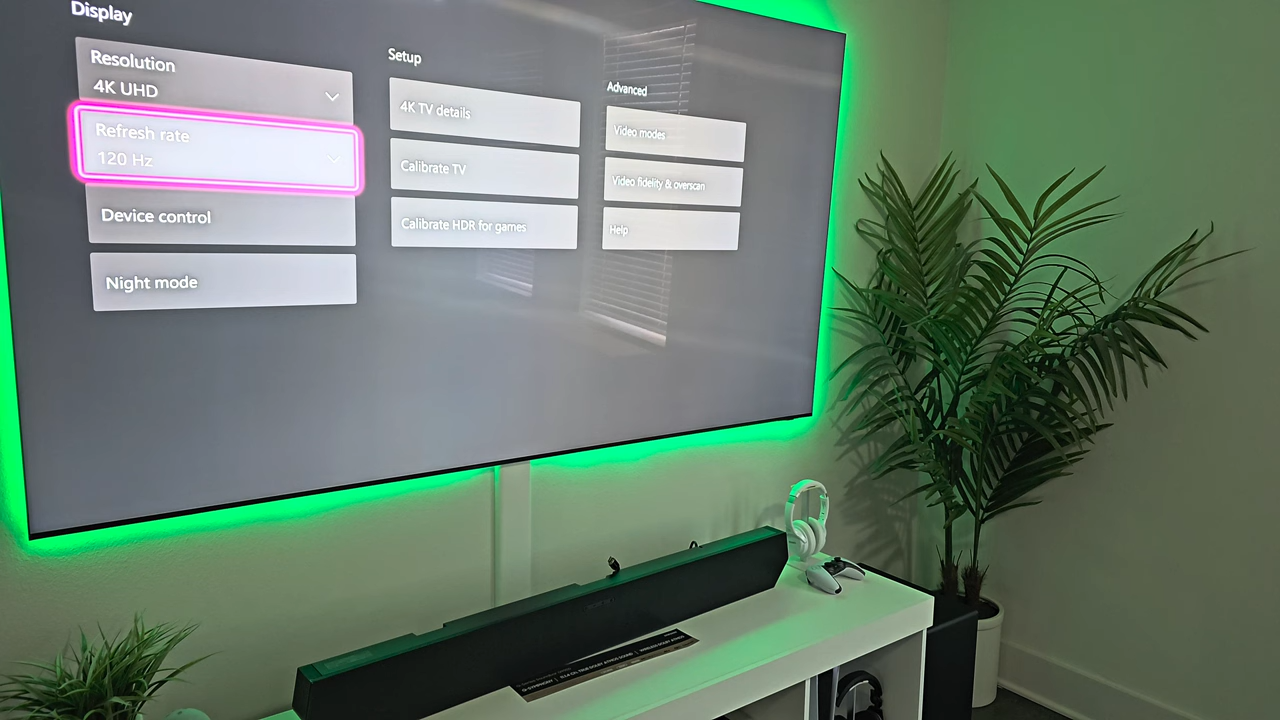 Display
Resolution
4K UHD
Refresh rate
120 Hz
Device control
Night mode
Setup
4K TV details
Calibrate TV
Calibrate HDR for games
Advanced
Video modes
Video fidelity & overscan
Help